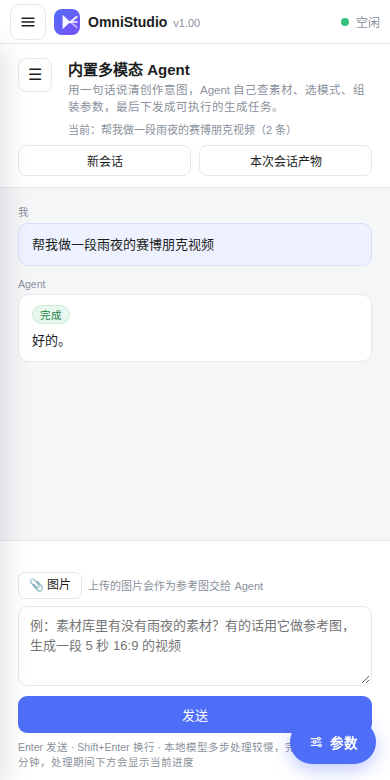 OmniStudio v1.00
空闲
内置多模态 Agent
用一句话说清创作意图，Agent 自己查素材、选模式、组
装参数，最后下发成可执行的生成任务。
当前：帮我做一段雨夜的赛博朋克视频（2 条）
新会话
本次会话产物
我
帮我做一段雨夜的赛博朋克视频
Agent
完成
好的。
图片
上传的图片会作为参考图交给 Agent
例：素材库里有没有雨夜的素材？有的话用它做参考图，
生成一段 5 秒 16:9 的视频
发送
Enter 发送 · Shift+Enter 换行 · 本地模型多步处理较慢，
分钟，处理期间下方会显示当前进度
参数